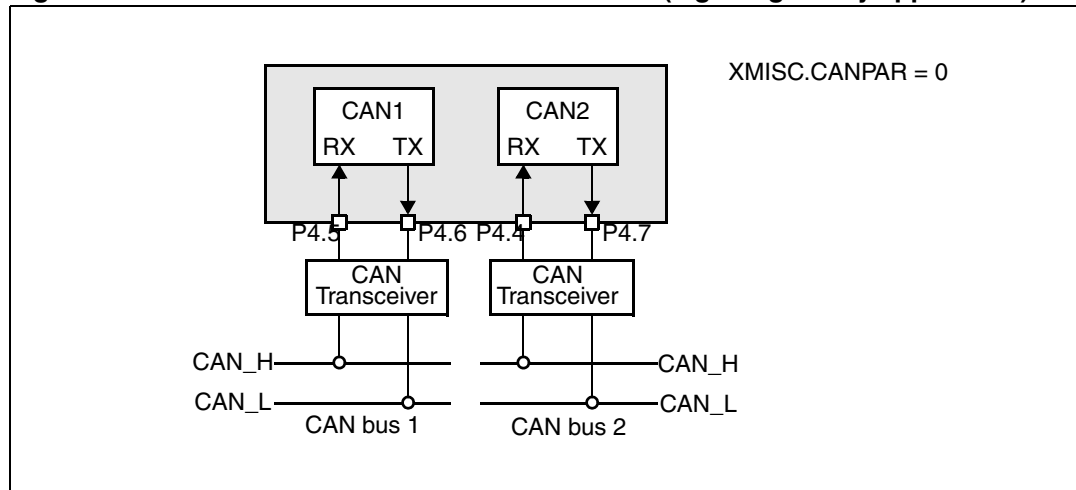 XMISC.CANPAR = 0
CAN1
CAN2
RX TX
RX TX
P4.5
P4.6
P4.4
P4.7
CAN
Transceiver
CAN
Transceiver
CAN_H
CAN_H
CAN_L
CAN_L
CAN bus 1
CAN bus 2